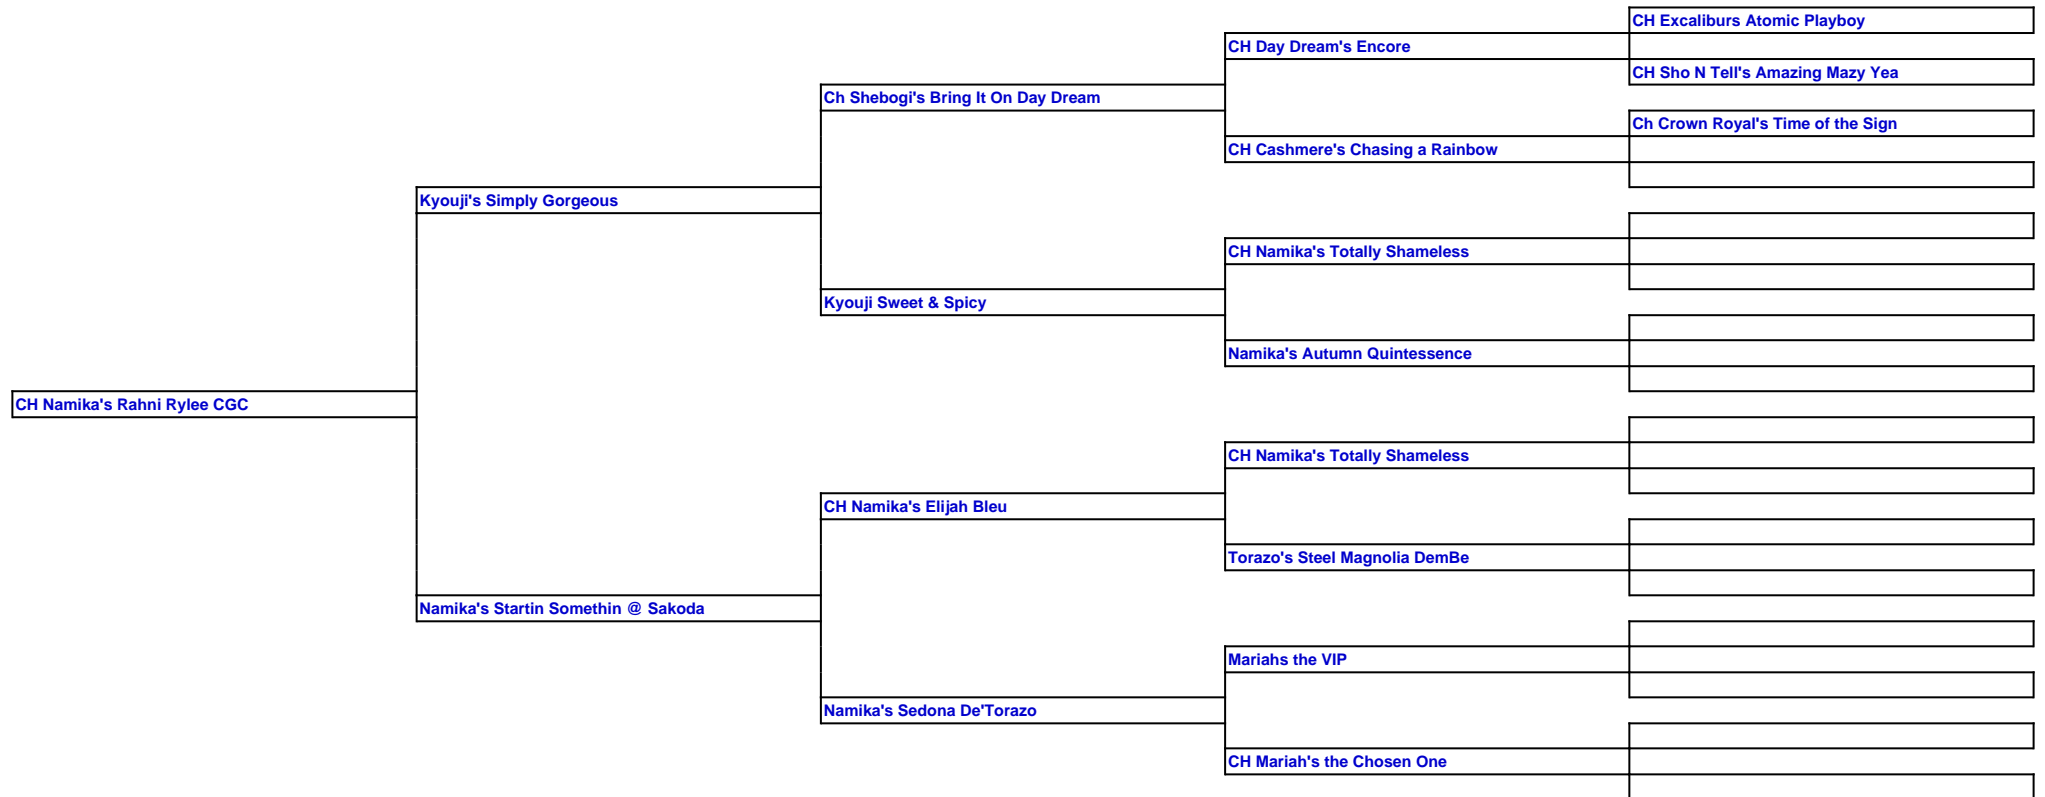 CH Excaliburs Atomic Playboy
CH Day Dream's Encore
CH Sho N Tell's Amazing Mazy Yea
Ch Shebogi's Bring It On Day Dream
Ch Crown Royal's Time of the Sign
CH Cashmere's Chasing a Rainbow
Kyouji's Simply Gorgeous
CH Namika's Totally Shameless
Kyouji Sweet & Spicy
Namika's Autumn Quintessence
CH Namika's Rahni Rylee CGC
CH Namika's Totally Shameless
CH Namika's Elijah Bleu
Torazo's Steel Magnolia DemBe
Namika's Startin Somethin @ Sakoda
Mariahs the VIP
Namika's Sedona De'Torazo
CH Mariah's the Chosen One